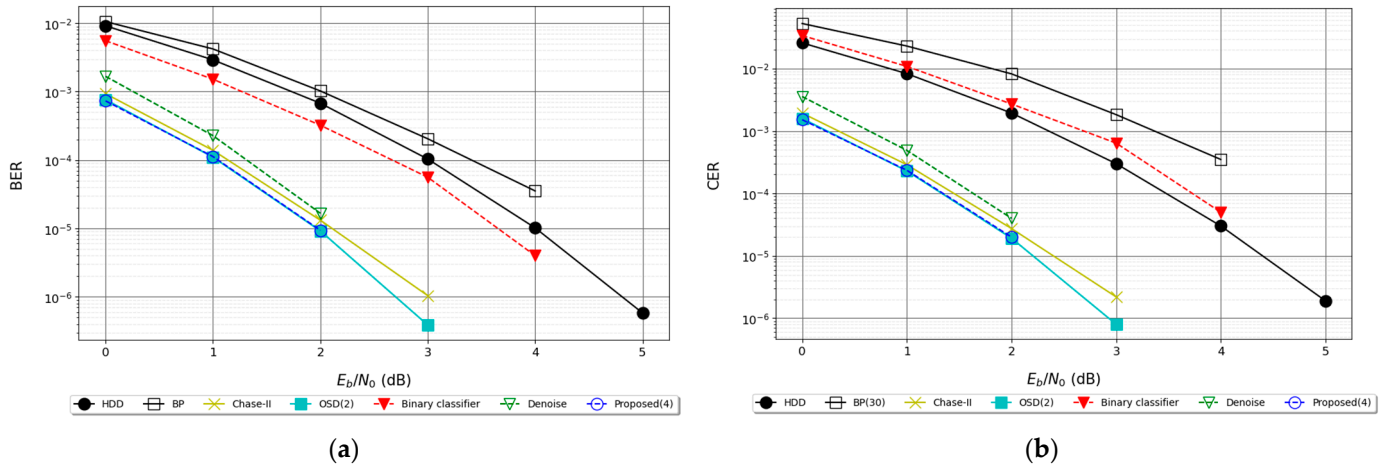 10⁻²
10⁻³
10⁻⁴
10⁻⁵
10⁻⁶
BER
0 1 2 3 4 5
E_b/N_0 (dB)
HDD BP Chase-II OSD(2) Binary classifier Denoise Proposed(4)
(a)
10⁻²
10⁻³
10⁻⁴
10⁻⁵
10⁻⁶
CER
0 1 2 3 4 5
E_b/N_0 (dB)
HDD BP(30) Chase-II OSD(2) Binary classifier Denoise Proposed(4)
(b)